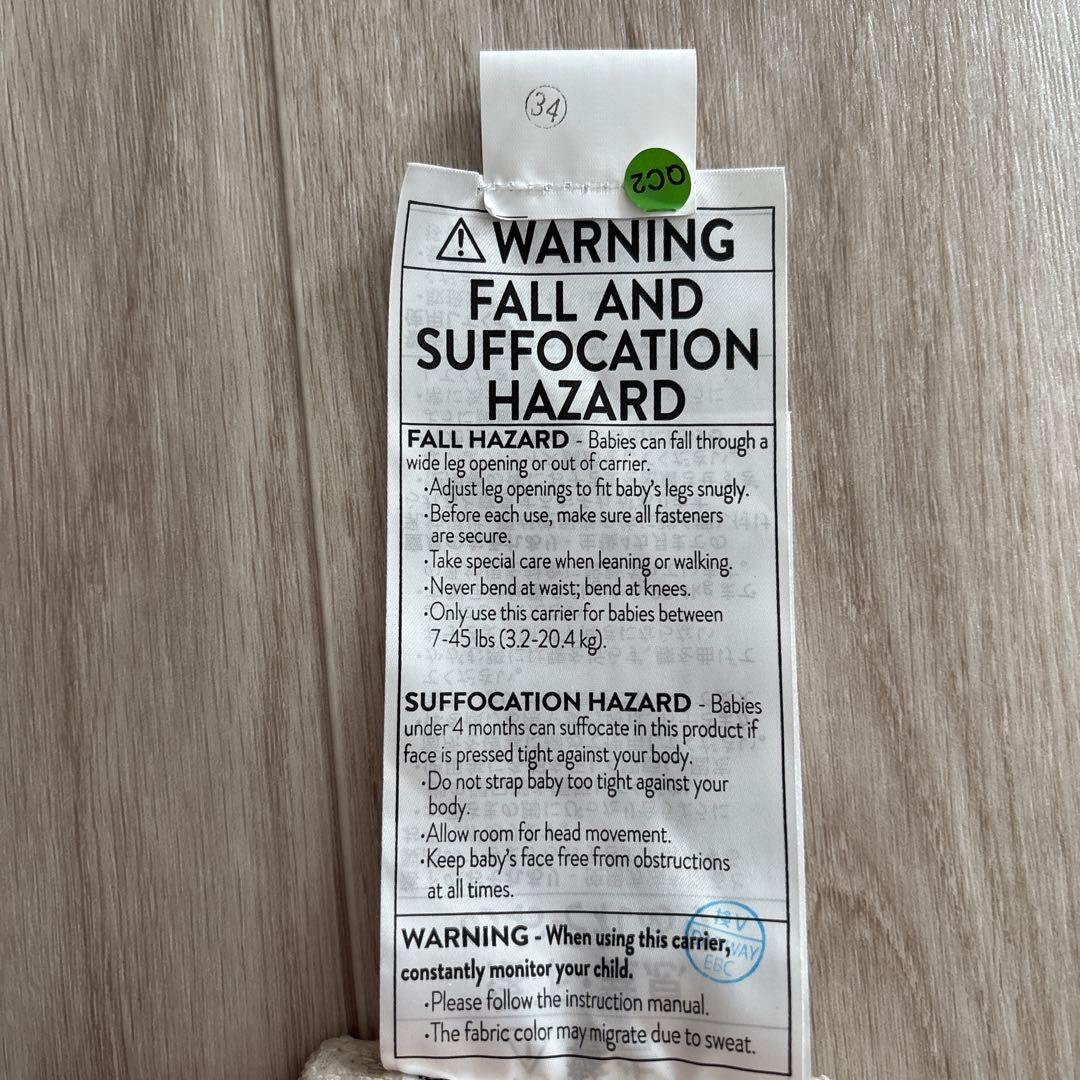 34
QC2
WARNING
FALL AND
SUFFOCATION
HAZARD
FALL HAZARD - Babies can fall through a
wide leg opening or out of carrier.
·Adjust leg openings to fit baby's legs snugly.
·Before each use, make sure all fasteners
are secure.
·Take special care when leaning or walking.
·Never bend at waist; bend at knees.
·Only use this carrier for babies between
7-45 lbs (3.2-20.4 kg).
SUFFOCATION HAZARD - Babies
under 4 months can suffocate in this product if
face is pressed tight against your body.
·Do not strap baby too tight against your
body.
·Allow room for head movement.
·Keep baby's face free from obstructions
at all times.
WARNING - When using this carrier,
constantly monitor your child.
·Please follow the instruction manual.
·The fabric color may migrate due to sweat.
EBC